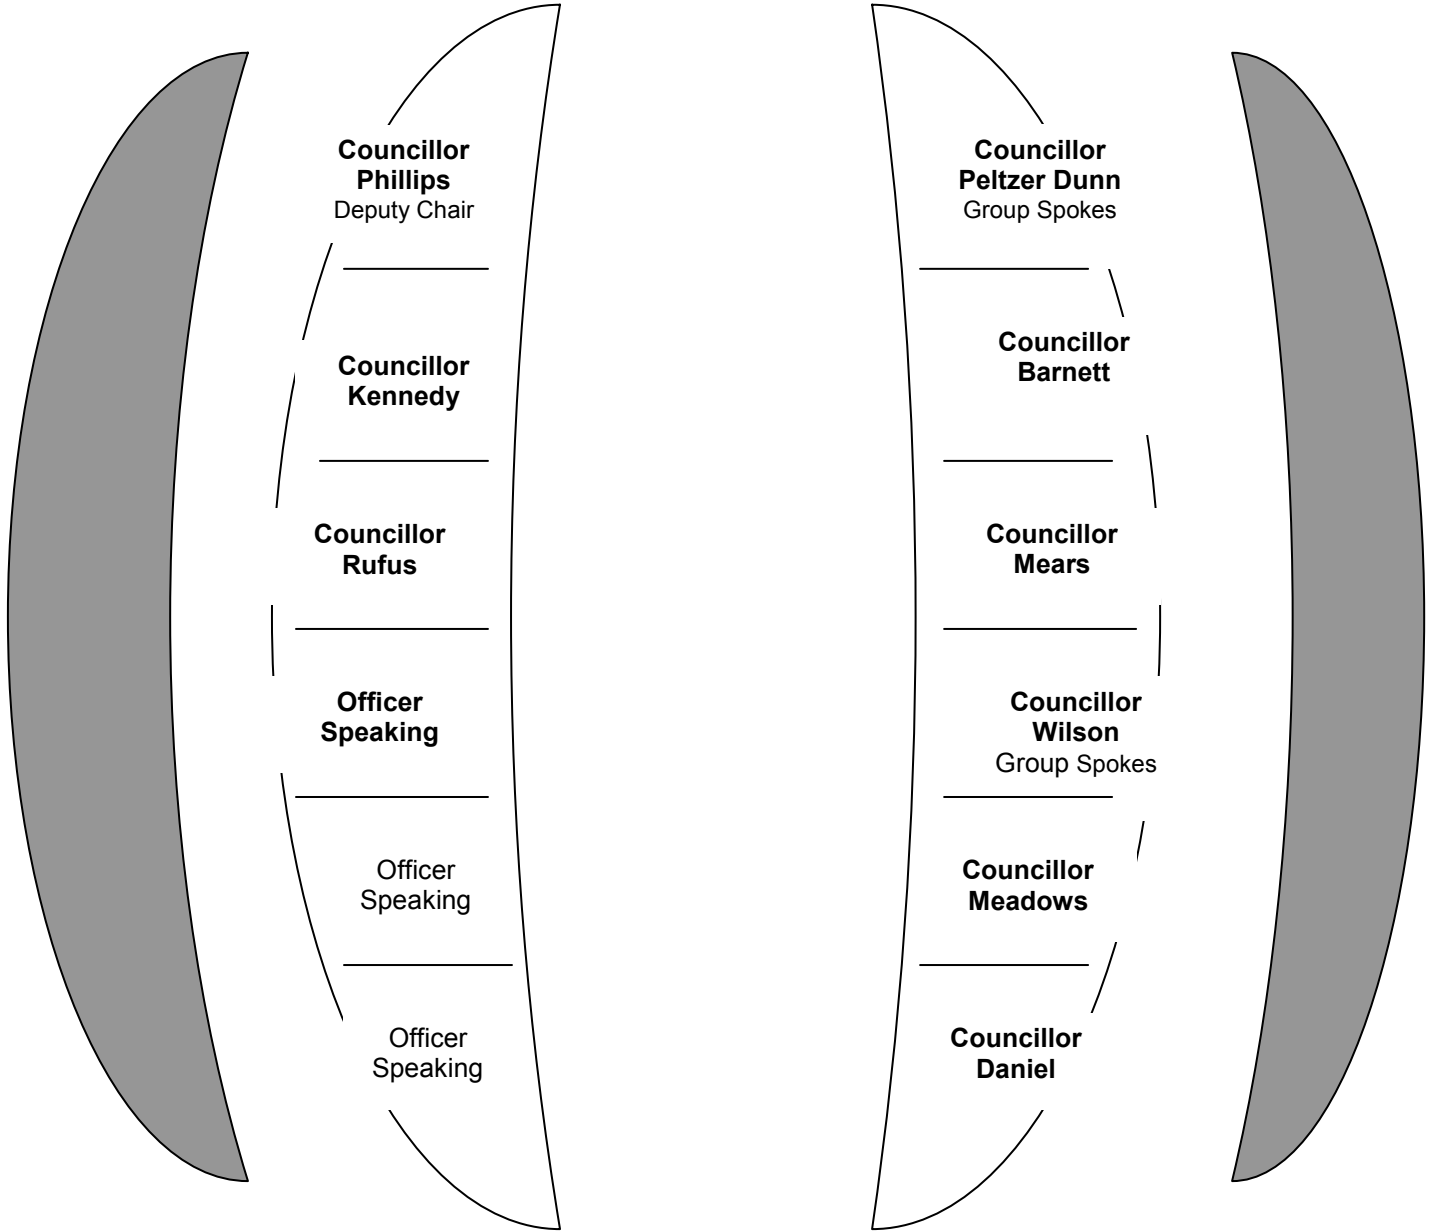 Councillor
Phillips
Deputy Chair
Councillor
Kennedy
Councillor
Rufus
Officer
Speaking
Officer
Speaking
Officer
Speaking
Councillor
Peltzer Dunn
Group Spokes
Councillor
Barnett
Councillor
Mears
Councillor
Wilson
Group Spokes
Councillor
Meadows
Councillor
Daniel